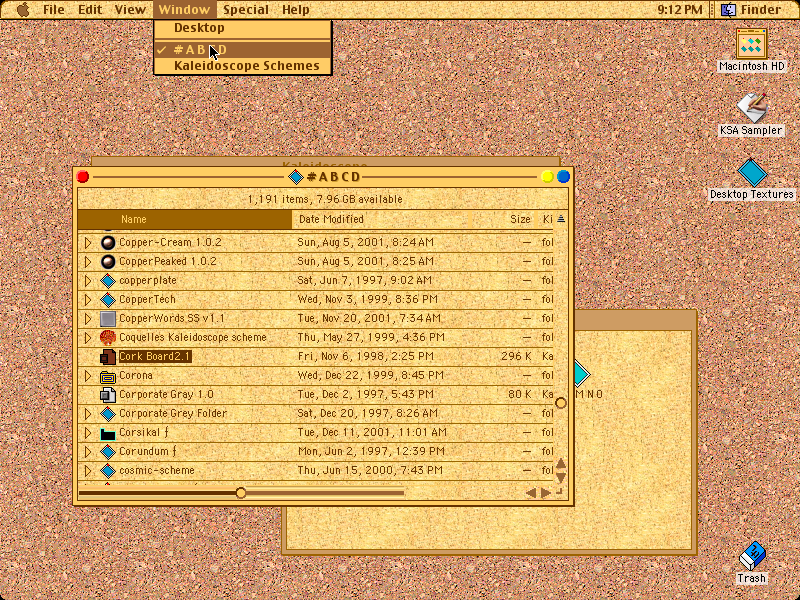 File Edit View Window Special Help 9:12 PM Finder
Desktop
✓ #ABCD
Kaleidoscope Schemes
Macintosh HD
KSA Sampler
Desktop Textures
Kaleidoscope
#ABCD
1,191 items, 7.96 GB available
Name Date Modified Size Ki
Copper-Cream 1.0.2 Sun, Aug 5, 2001, 8:24 AM — fol
CopperPeaked 1.0.2 Sun, Aug 5, 2001, 8:25 AM — fol
copperplate Sat, Jun 7, 1997, 9:02 AM — fol
CopperTech Wed, Nov 3, 1999, 8:36 PM — fol
CopperWords SS v1.1 Tue, Nov 20, 2001, 7:34 AM — fol
Coquelles Kaleidoscope scheme Thu, May 27, 1999, 4:36 PM — fol
Cork Board2.1 Fri, Nov 6, 1998, 2:25 PM 296 K Ka
Corona Wed, Dec 22, 1999, 8:45 PM — fol
Corporate Gray 1.0 Tue, Dec 2, 1997, 5:43 PM 80 K Ka
Corporate Grey Folder Sat, Dec 20, 1997, 8:26 AM — fol
Corsikal ƒ Tue, Dec 11, 2001, 11:01 AM — fol
Corundum ƒ Mon, Jun 2, 1997, 12:39 PM — fol
cosmic-scheme Thu, Jun 15, 2000, 7:43 PM — fol
M N O
Trash